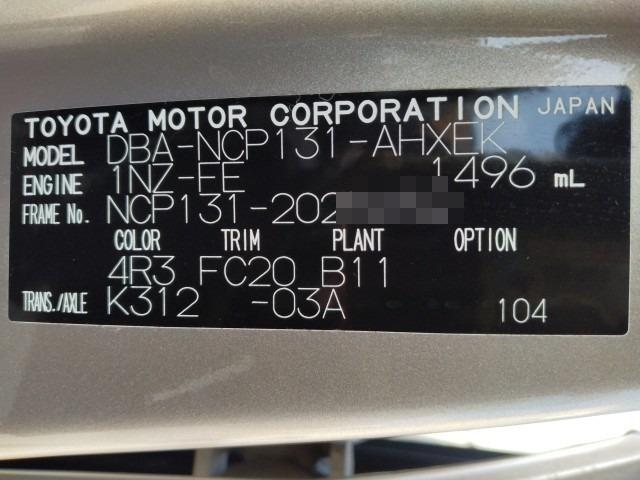 TOYOTA MOTOR CORPORATION JAPAN
MODEL DBA-NCP131-AHXEK
ENGINE 1NZ-FE 1496 mL
FRAME No. NCP131-202
COLOR TRIM PLANT OPTION
4R3 FC20 B11
TRANS./AXLE K312 -03A 104